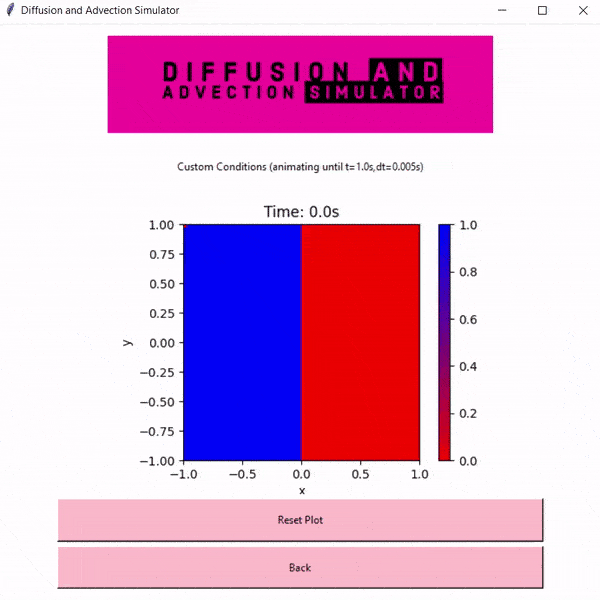 Diffusion and Advection Simulator
DIFFUSION AND
ADVECTION SIMULATOR
Custom Conditions (animating until t=1.0s,dt=0.005s)
Time: 0.0s
1.00
0.75
0.50
0.25
0.00
−0.25
−0.50
−0.75
−1.00
y
−1.0 −0.5 0.0 0.5 1.0
x
1.0
0.8
0.6
0.4
0.2
0.0
Reset Plot
Back